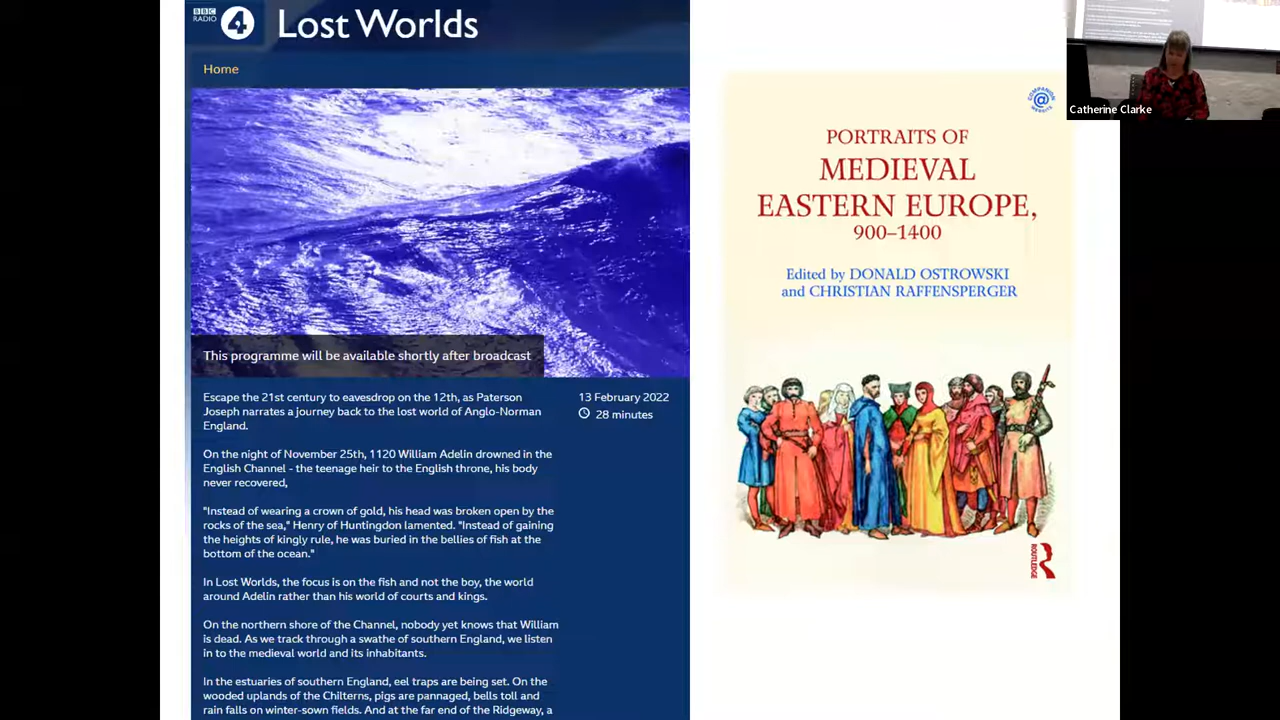 BBC
RADIO
4
Lost Worlds
Home
This programme will be available shortly after broadcast
Escape the 21st century to eavesdrop on the 12th, as Paterson
Joseph narrates a journey back to the lost world of Anglo-Norman
England.
13 February 2022
28 minutes
On the night of November 25th, 1120 William Adelin drowned in the
English Channel - the teenage heir to the English throne, his body
never recovered,
"Instead of wearing a crown of gold, his head was broken open by the
rocks of the sea," Henry of Huntingdon lamented. "Instead of gaining
the heights of kingly rule, he was buried in the bellies of fish at the
bottom of the ocean."
In Lost Worlds, the focus is on the fish and not the boy, the world
around Adelin rather than his world of courts and kings.
On the northern shore of the Channel, nobody yet knows that William
is dead. As we track through a swathe of southern England, we listen
in to the medieval world and its inhabitants.
In the estuaries of southern England, eel traps are being set. On the
wooded uplands of the Chilterns, pigs are pannaged, bells toll and
rain falls on winter-sown fields. And at the far end of the Ridgeway, a
COMPANION
@
WEBSITE
PORTRAITS OF
MEDIEVAL
EASTERN EUROPE,
900–1400
Edited by DONALD OSTROWSKI
and CHRISTIAN RAFFENSPERGER
ROUTLEDGE
Catherine Clarke